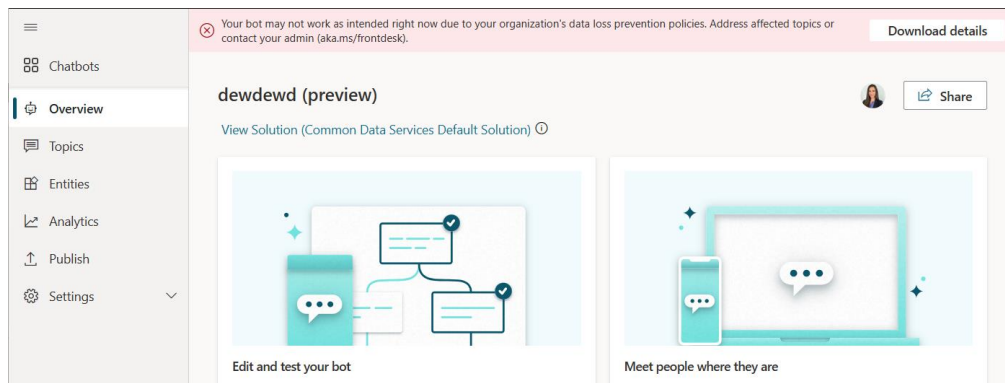 Your bot may not work as intended right now due to your organization's data loss prevention policies. Address affected topics or
contact your admin (aka.ms/frontdesk).
Download details
Chatbots
Overview
Topics
Entities
Analytics
Publish
Settings
dewdewd (preview)
Share
View Solution (Common Data Services Default Solution)
Edit and test your bot
Meet people where they are